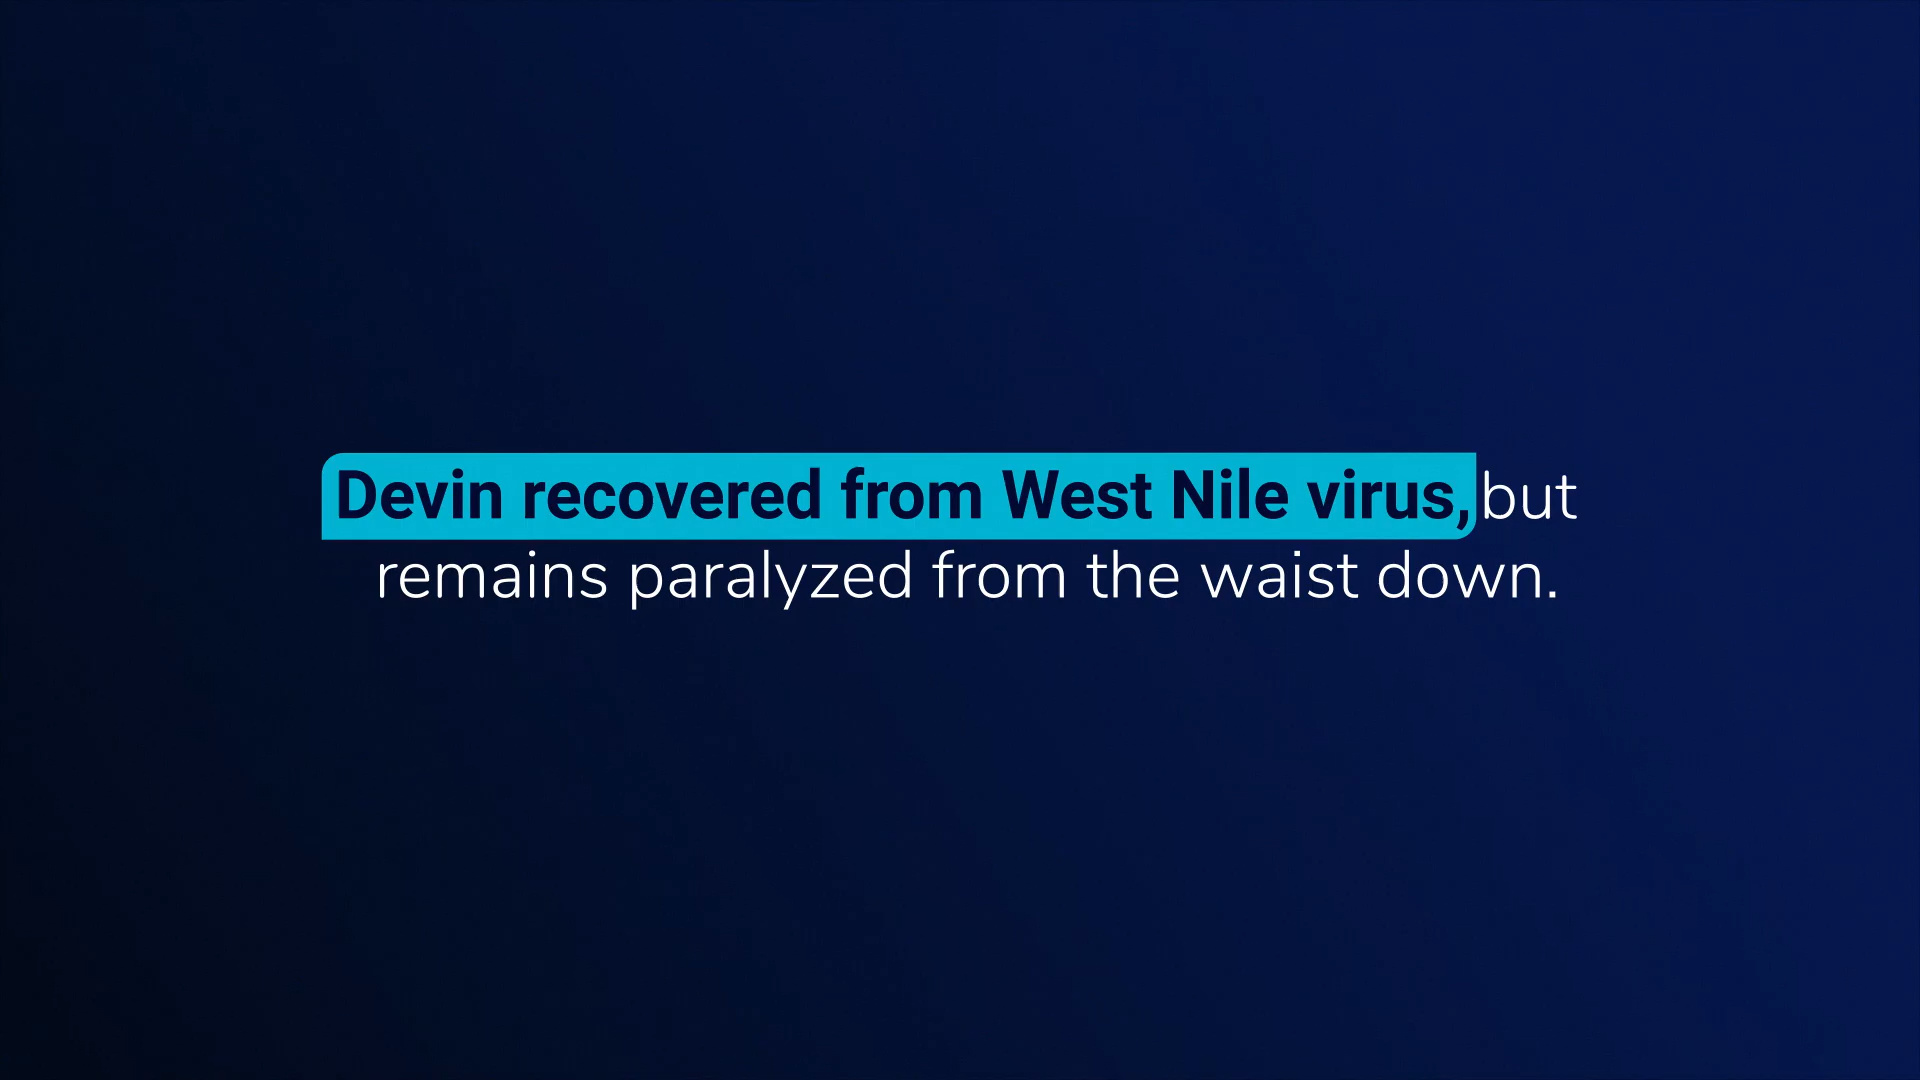 Devin recovered from West Nile virus, but
remains paralyzed from the waist down.